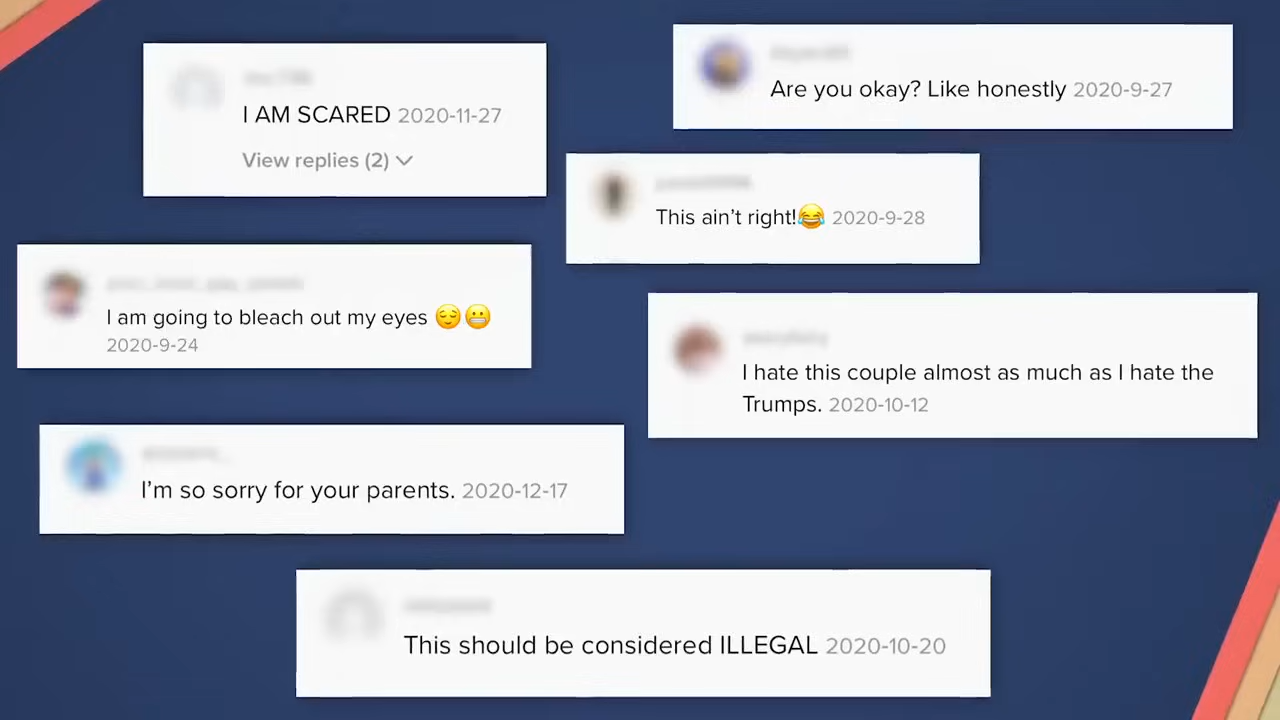 I AM SCARED 2020-11-27
View replies (2)
Are you okay? Like honestly 2020-9-27
This ain't right!😂 2020-9-28
I am going to bleach out my eyes 😌😬
2020-9-24
I hate this couple almost as much as I hate the
Trumps. 2020-10-12
I'm so sorry for your parents. 2020-12-17
This should be considered ILLEGAL 2020-10-20